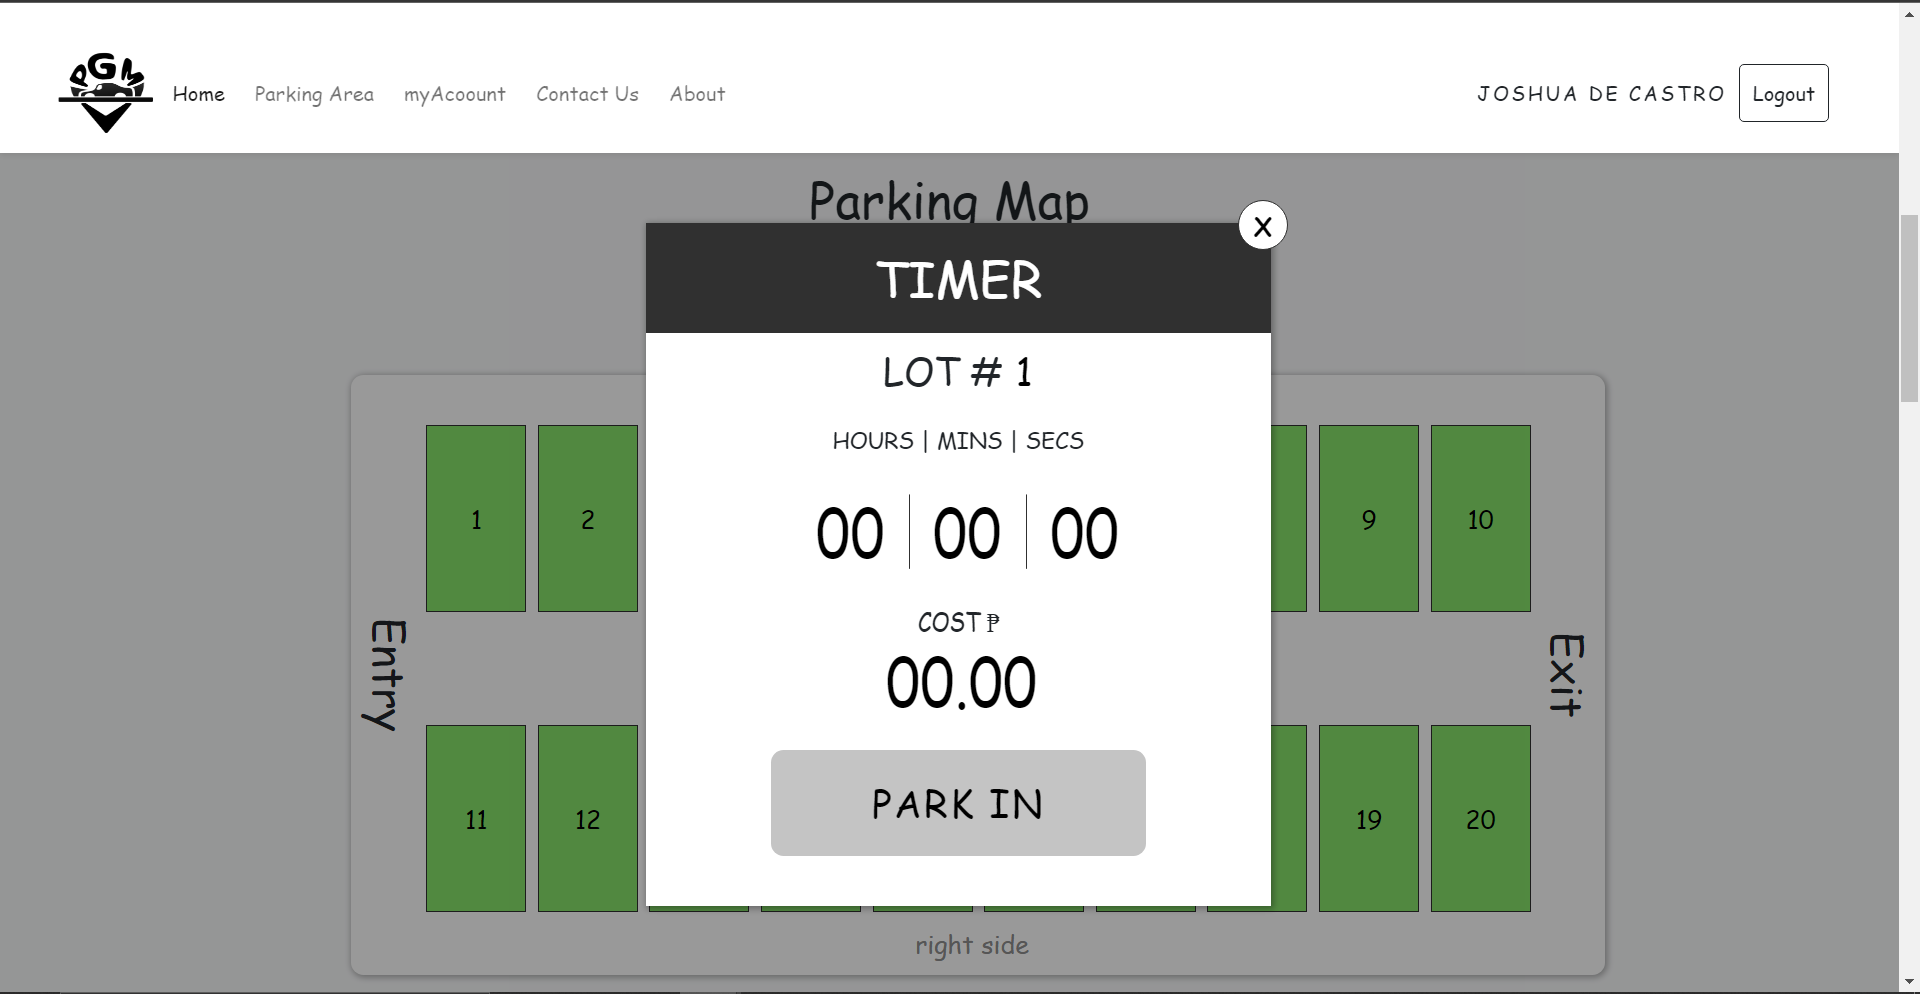 PGM
Home Parking Area myAcoount Contact Us About JOSHUA DE CASTRO Logout
Parking Map
X
TIMER
LOT # 1
HOURS | MINS | SECS
1 2 9 10
00 00 00
COST ₱
Entry Exit
00.00
PARK IN
11 12 19 20
right side